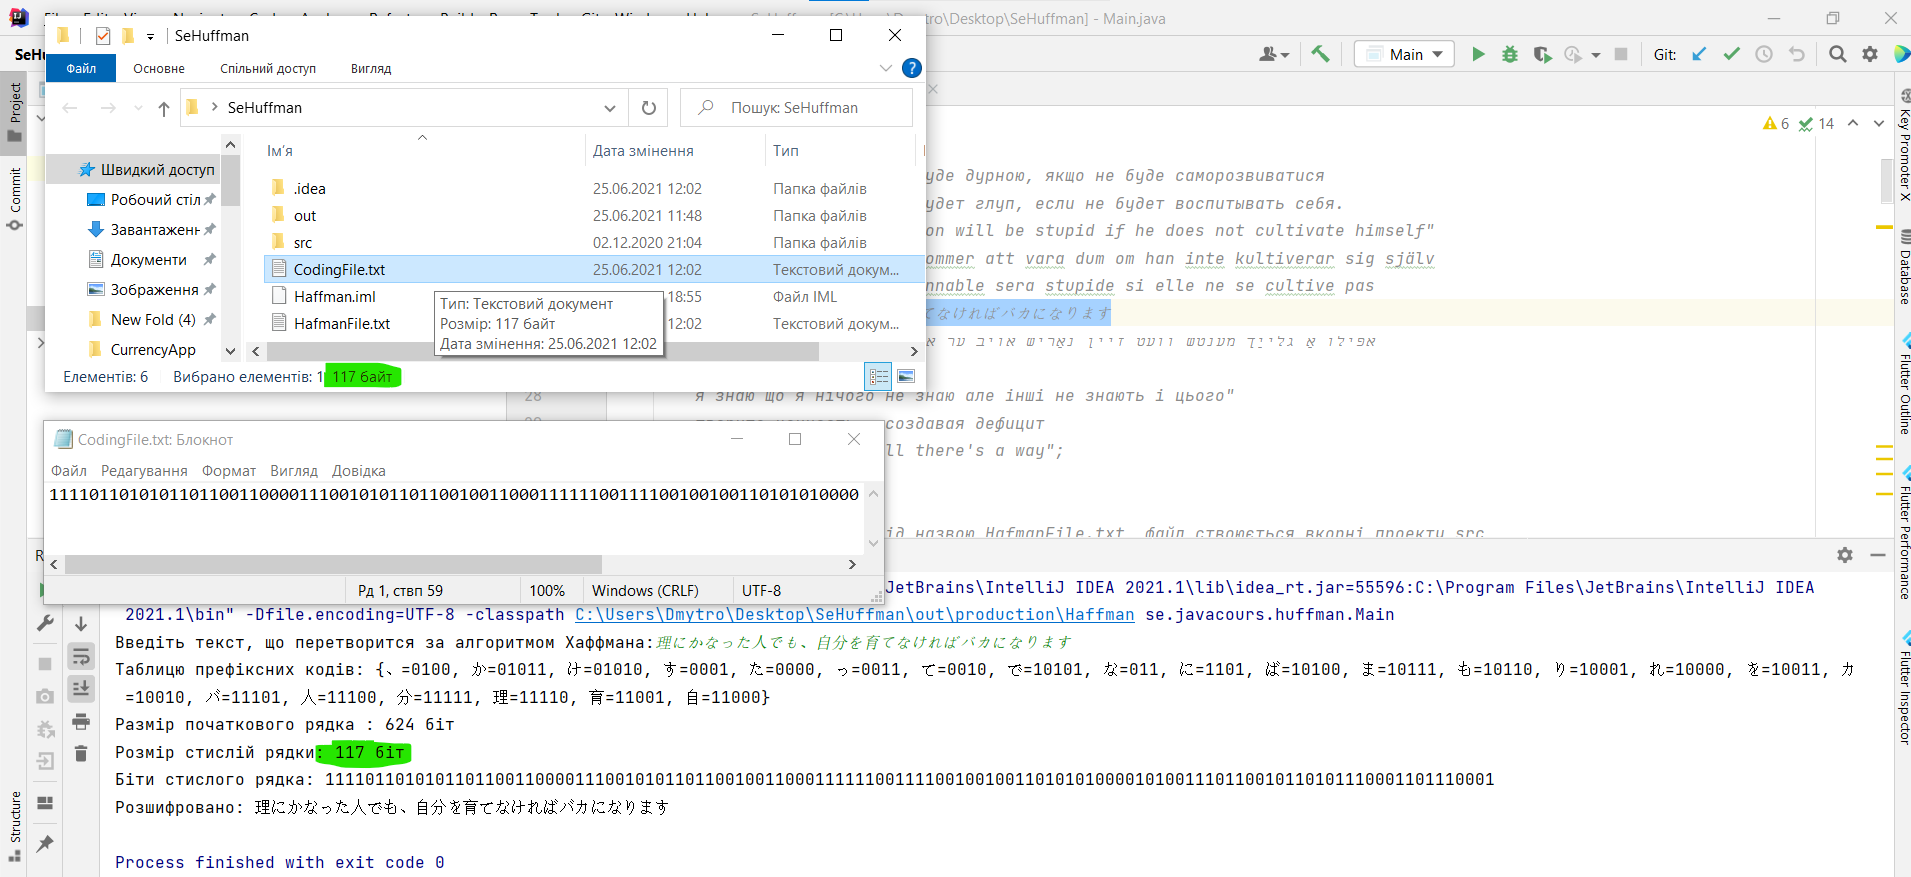 SeHuffman
Файл Основне Спільний доступ Вигляд
SeHuffman
Пошук: SeHuffman
Ім'я Дата змінення Тип
Швидкий доступ
Робочий стіл
Документи
Зображення
New Fold (4)
CurrencyApp
.idea 25.06.2021 12:02 Папка файлів
out 25.06.2021 11:48 Папка файлів
src 02.12.2020 21:04 Папка файлів
CodingFile.txt 25.06.2021 12:02 Текстовий докум...
Haffman.iml 18:55 Файл IML
HafmanFile.txt 12:02 Текстовий докум...
Тип: Текстовий документ
Розмір: 117 байт
Дата змінення: 25.06.2021 12:02
Елементів: 6 Вибрано елементів: 1 117 байт
\Desktop\SeHuffman] - Main.java
Main Git:
6 14
дурною, якщо не буде саморозвиватися
глуп, если не будет воспитывать себя.
will be stupid if he does not cultivate himself"
att vara dum om han inte kultiverar sig själv
sera stupide si elle ne se cultive pas
なければバカになります
אפילו אַ גלייַך מענטש וועט זיין נאַריש אויב ער
28 я знаю що я нічого не знаю але інші не знають і цього"
создавая дефицит
there's a way";
назвою HafmanFile.txt файл створюється вкорні проекту src
CodingFile.txt: Блокнот
Файл Редагування Формат Вигляд Довідка
111101101010110110011000011100101011011001001100011111100111100100100110101010000
Рд 1, ствп 59 100% Windows (CRLF) UTF-8
JetBrains\IntelliJ IDEA 2021.1\lib\idea_rt.jar=55596:C:\Program Files\JetBrains\IntelliJ IDEA
2021.1\bin" -Dfile.encoding=UTF-8 -classpath C:\Users\Dmytro\Desktop\SeHuffman\out\production\Haffman se.javacours.huffman.Main
Введіть текст, що перетворится за алгоритмом Хаффмана:理にかなった人でも、自分を育てなければバカになります
Таблицю префіксних кодів: {、=0100, か=01011, け=01010, す=0001, た=0000, っ=0011, て=0010, で=10101, な=011, に=1101, ば=10100, ま=10111, も=10110, り=10001, れ=10000, を=10011, カ
=10010, バ=11101, 人=11100, 分=11111, 理=11110, 育=11001, 自=11000}
Размір початкового рядка : 624 біт
Розмір стислій рядки: 117 біт
Біти стислого рядка: 111101101010110110011000011100101011011001001100011111100111100100100110101010000101001110110010110101110001101110001
Розшифровано: 理にかなった人でも、自分を育てなければバカになります
Process finished with exit code 0
Project
Commit
Structure
Key Promoter X
Database
Flutter Outline
Flutter Performance
Flutter Inspector